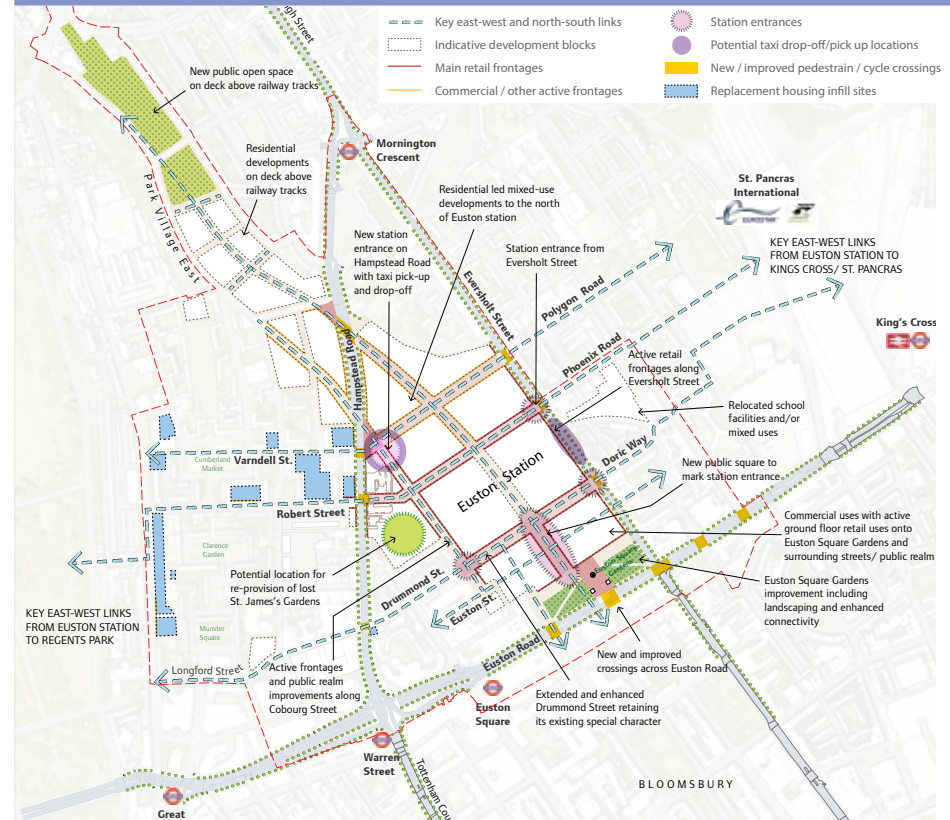 Key east-west and north-south links
Indicative development blocks
Main retail frontages
Commercial / other active frontages
Station entrances
Potential taxi drop-off/pick up locations
New / improved pedestrian / cycle crossings
Replacement housing infill sites
High Street
New public open space
on deck above railway tracks
Mornington
Crescent
Residential
developments
on deck above
railway tracks
Residential led mixed-use
developments to the north
of Euston station
St. Pancras
International
EUROSTAR
Park Village East
New station
entrance on
Hampstead Road
with taxi pick-up
and drop-off
Station entrance from
Eversholt Street
KEY EAST-WEST LINKS
FROM EUSTON STATION TO
KINGS CROSS/ ST. PANCRAS
Eversholt Street
Polygon Road
King's Cross
Hampstead Road
Phoenix Road
Active retail
frontages along
Eversholt Street
Relocated school
facilities and/or
mixed uses
Doric Way
Cumberland
Market
Varndell St.
Euston Station
New public square to
mark station entrance
Robert Street
Commercial uses with active
ground floor retail uses onto
Euston Square Gardens and
surrounding streets/ public realm
Clarence
Garden
Potential location for
re-provision of lost
St. James's Gardens
Drummond St.
Euston St.
Euston Square
Gardens
Euston Square Gardens
improvement including
landscaping and enhanced
connectivity
KEY EAST-WEST LINKS
FROM EUSTON STATION
TO REGENTS PARK
Munster
Square
Longford Street
Active frontages
and public realm
improvements along
Cobourg Street
Euston Road
New and improved
crossings across Euston Road
Extended and enhanced
Drummond Street retaining
its existing special character
Euston
Square
Warren
Street
Tottenham Cou
BLOOMSBURY
Great